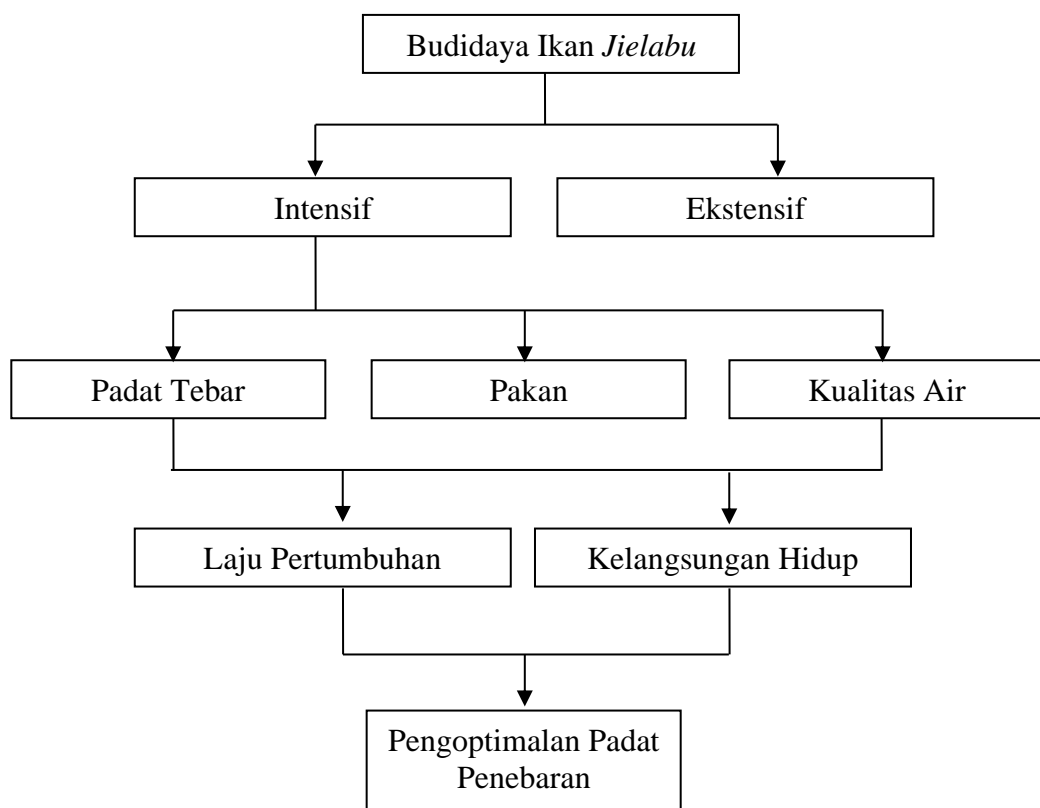 Budidaya Ikan Jielabu
Intensif
Ekstensif
Padat Tebar
Pakan
Kualitas Air
Laju Pertumbuhan
Kelangsungan Hidup
Pengoptimalan Padat
Penebaran